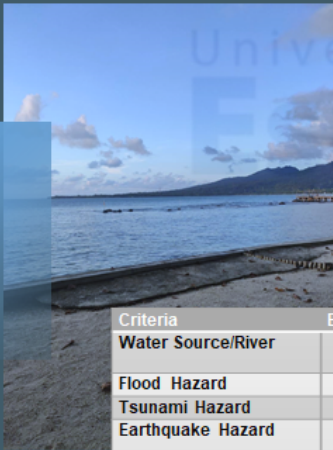 Criteria
Water Source/River
Flood Hazard
Tsunami Hazard
Earthquake Hazard